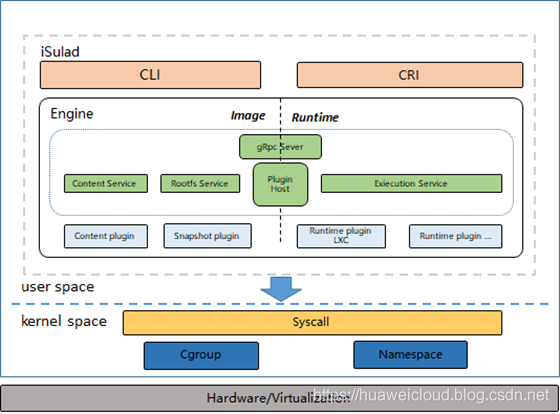 iSulad
CLI
CRI
Engine
Image
Runtime
gRpc Sever
Content Service
Rootfs Service
Plugin
Host
Exiecution Service
Content plugin
Snapshot plugin
Runtime plugin
LXC
Runtime plugin ...
user space
kernel space
Syscall
Cgroup
Namespace
Hardware/Virtualization
https://huaweicloud.blog.csdn.net